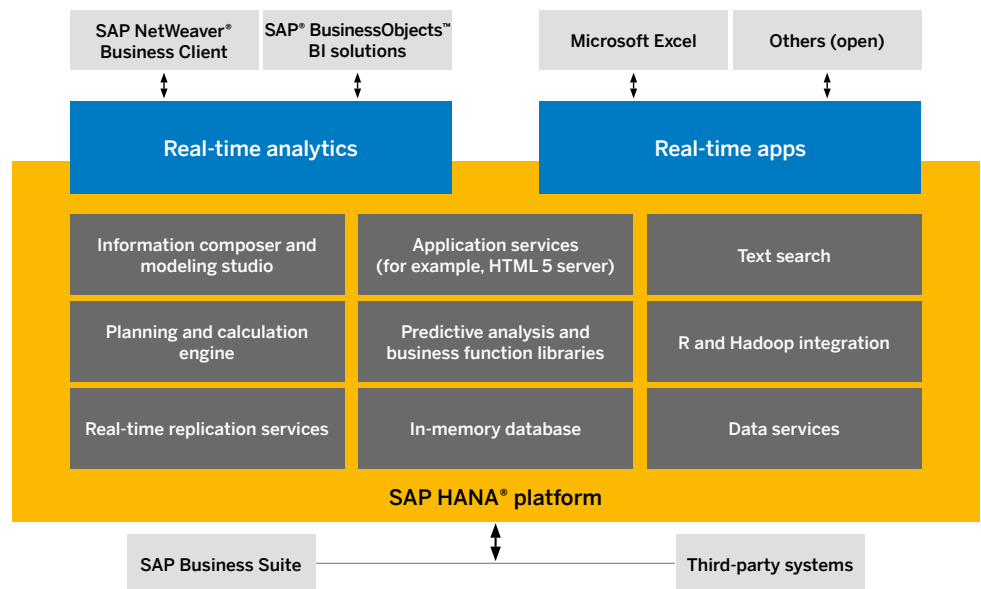 SAP NetWeaver®
Business Client
SAP® BusinessObjects™
BI solutions
Microsoft Excel
Others (open)
Real-time analytics
Real-time apps
Information composer and
modeling studio
Application services
(for example, HTML 5 server)
Text search
Planning and calculation
engine
Predictive analysis and
business function libraries
R and Hadoop integration
Real-time replication services
In-memory database
Data services
SAP HANA® platform
SAP Business Suite
Third-party systems